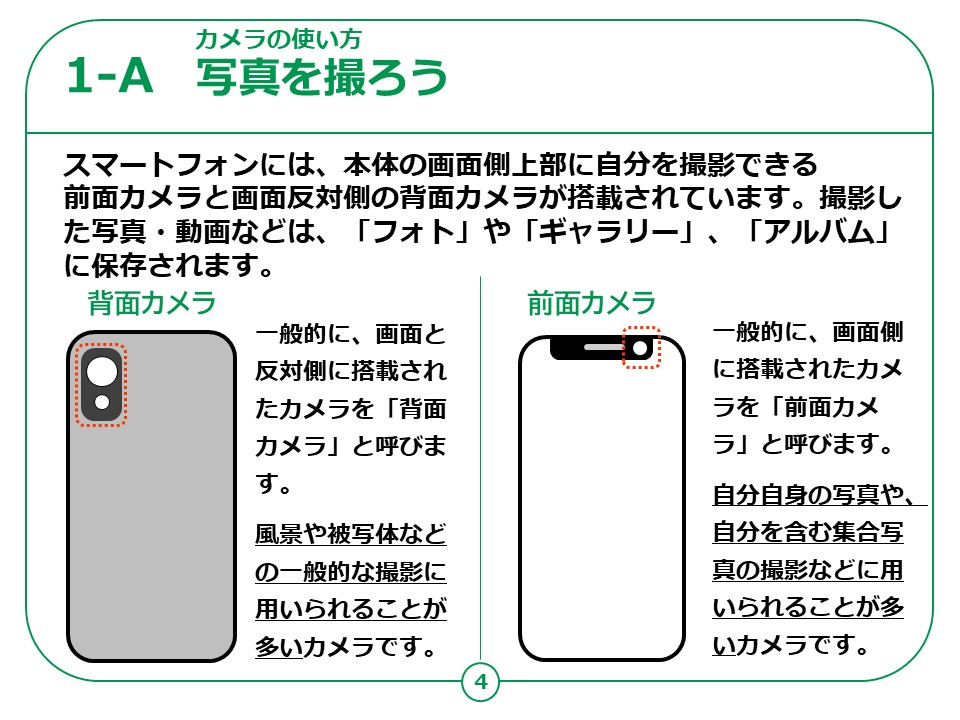 カメラの使い方
1-A 写真を撮ろう
スマートフォンには、本体の画面側上部に自分を撮影できる
前面カメラと画面反対側の背面カメラが搭載されています。撮影し
た写真・動画などは、「フォト」や「ギャラリー」、「アルバム」
に保存されます。
背面カメラ
一般的に、画面と
反対側に搭載され
たカメラを「背面
カメラ」と呼びま
す。
風景や被写体など
の一般的な撮影に
用いられることが
多いカメラです。
前面カメラ
一般的に、画面側
に搭載されたカメ
ラを「前面カメ
ラ」と呼びます。
自分自身の写真や、
自分を含む集合写
真の撮影などに用
いられることが多
いカメラです。
4